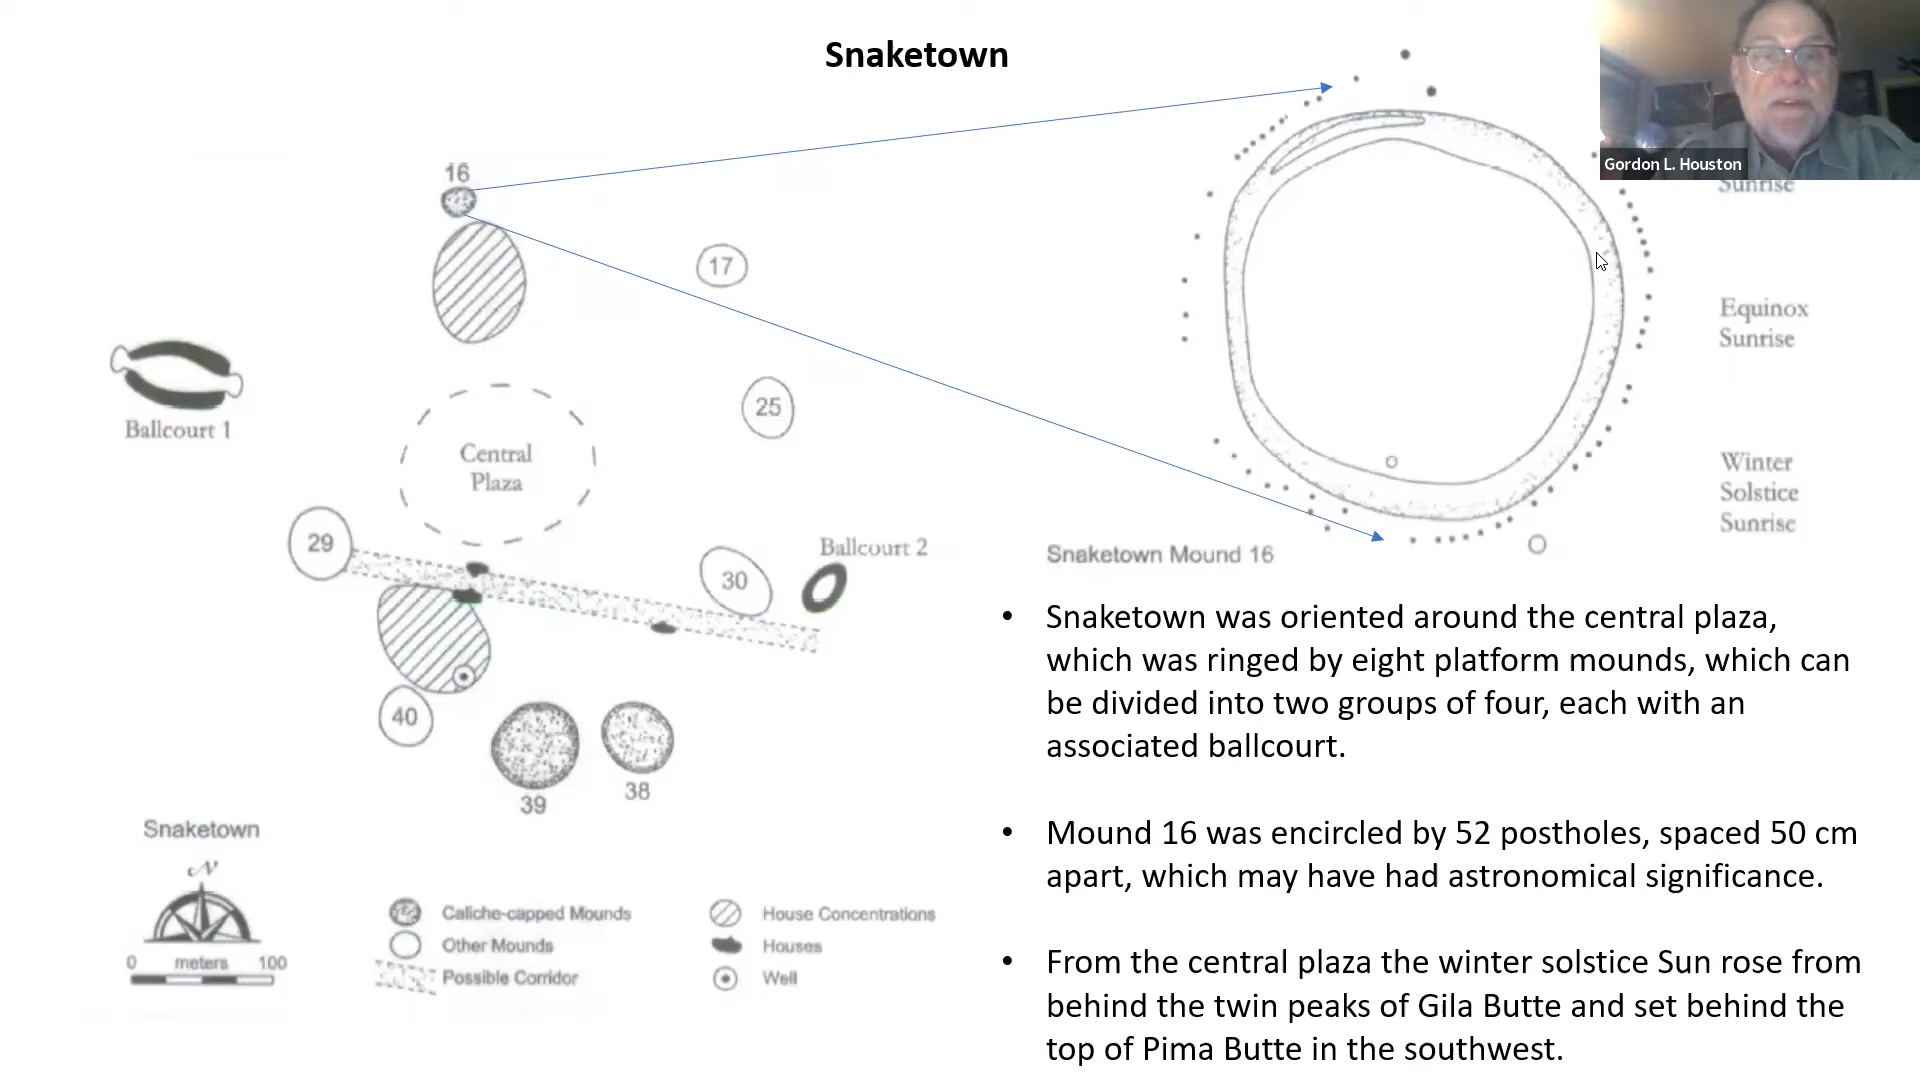 Snaketown
Gordon L. Houston
16
17
25
Ballcourt 1
Central
Plaza
29
Ballcourt 2
30
40
39
38
Snaketown
N
0 meters 100
Caliche-capped Mounds
Other Mounds
Possible Corridor
House Concentrations
Houses
Well
Sunrise
Equinox
Sunrise
Winter
Solstice
Sunrise
Snaketown Mound 16
• Snaketown was oriented around the central plaza,
which was ringed by eight platform mounds, which can
be divided into two groups of four, each with an
associated ballcourt.
• Mound 16 was encircled by 52 postholes, spaced 50 cm
apart, which may have had astronomical significance.
• From the central plaza the winter solstice Sun rose from
behind the twin peaks of Gila Butte and set behind the
top of Pima Butte in the southwest.